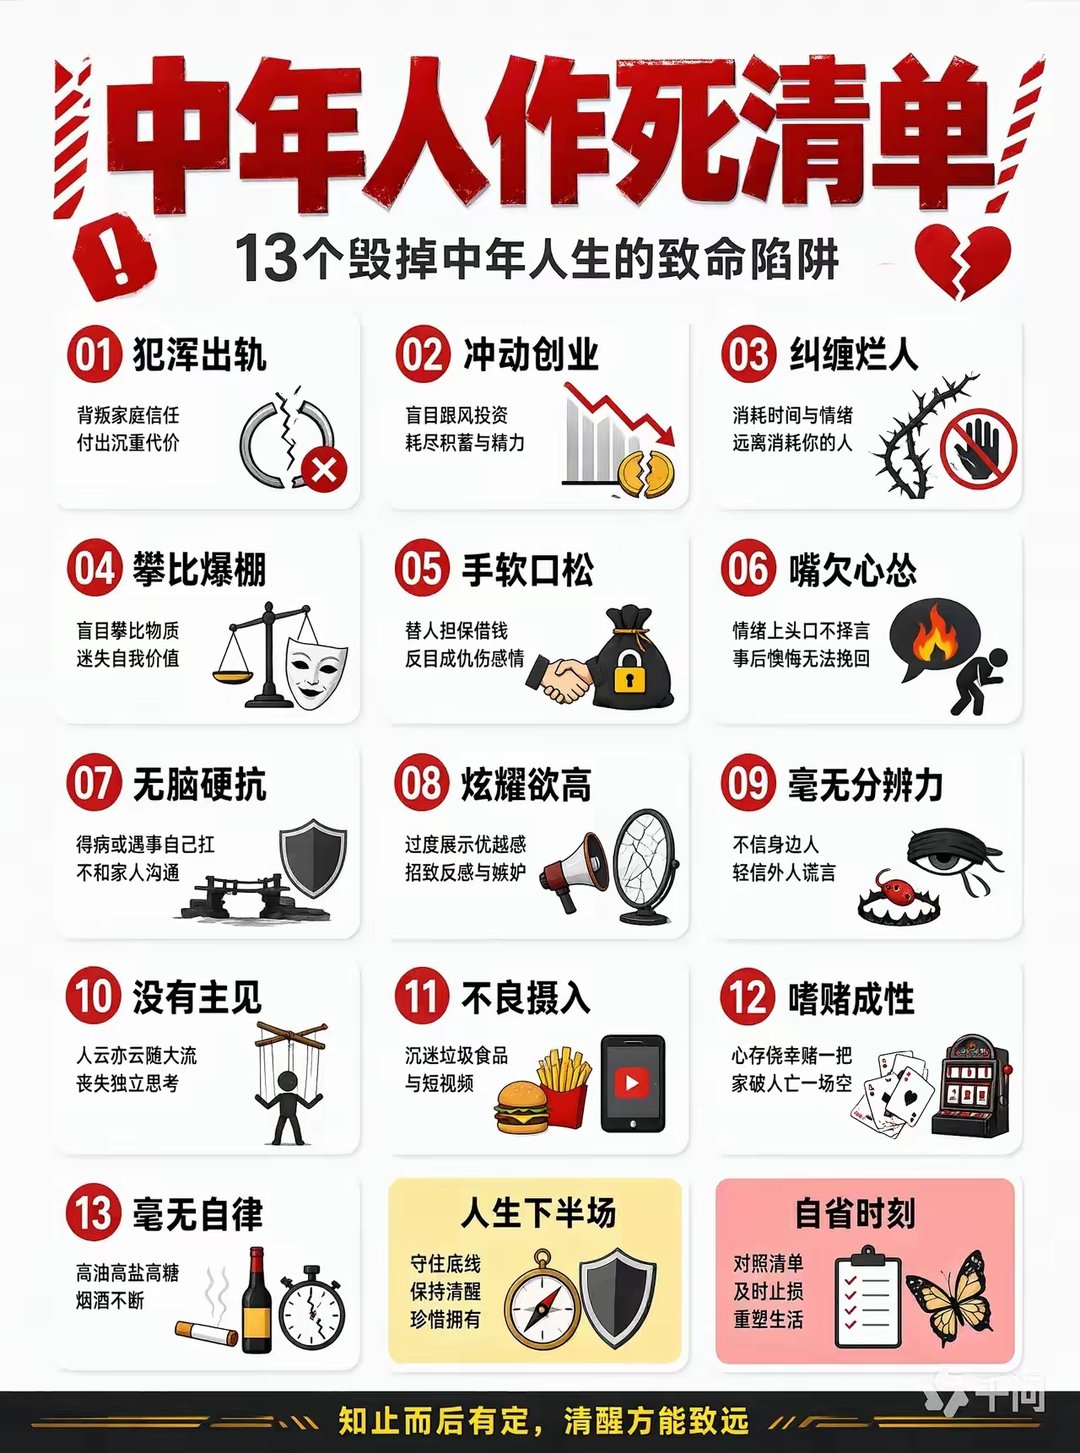 中年人作死清单
13个毁掉中年人生的致命陷阱
01 犯浑出轨
背叛家庭信任
付出沉重代价
02 冲动创业
盲目跟风投资
耗尽积蓄与精力
03 纠缠烂人
消耗时间与情绪
远离消耗你的人
04 攀比爆棚
盲目攀比物质
迷失自我价值
05 手软口松
替人担保借钱
反目成仇伤感情
06 嘴欠心怂
情绪上头口不择言
事后懊悔无法挽回
07 无脑硬抗
得病或遇事自己扛
不和家人沟通
08 炫耀欲高
过度展示优越感
招致反感与嫉妒
09 毫无分辨力
不信身边人
轻信外人谎言
10 没有主见
人云亦云随大流
丧失独立思考
11 不良摄入
沉迷垃圾食品
与短视频
12 嗜赌成性
心存侥幸赌一把
家破人亡一场空
13 毫无自律
高油高盐高糖
烟酒不断
人生下半场
守住底线
保持清醒
珍惜拥有
自省时刻
对照清单
及时止损
重塑生活
千问
知止而后有定，清醒方能致远